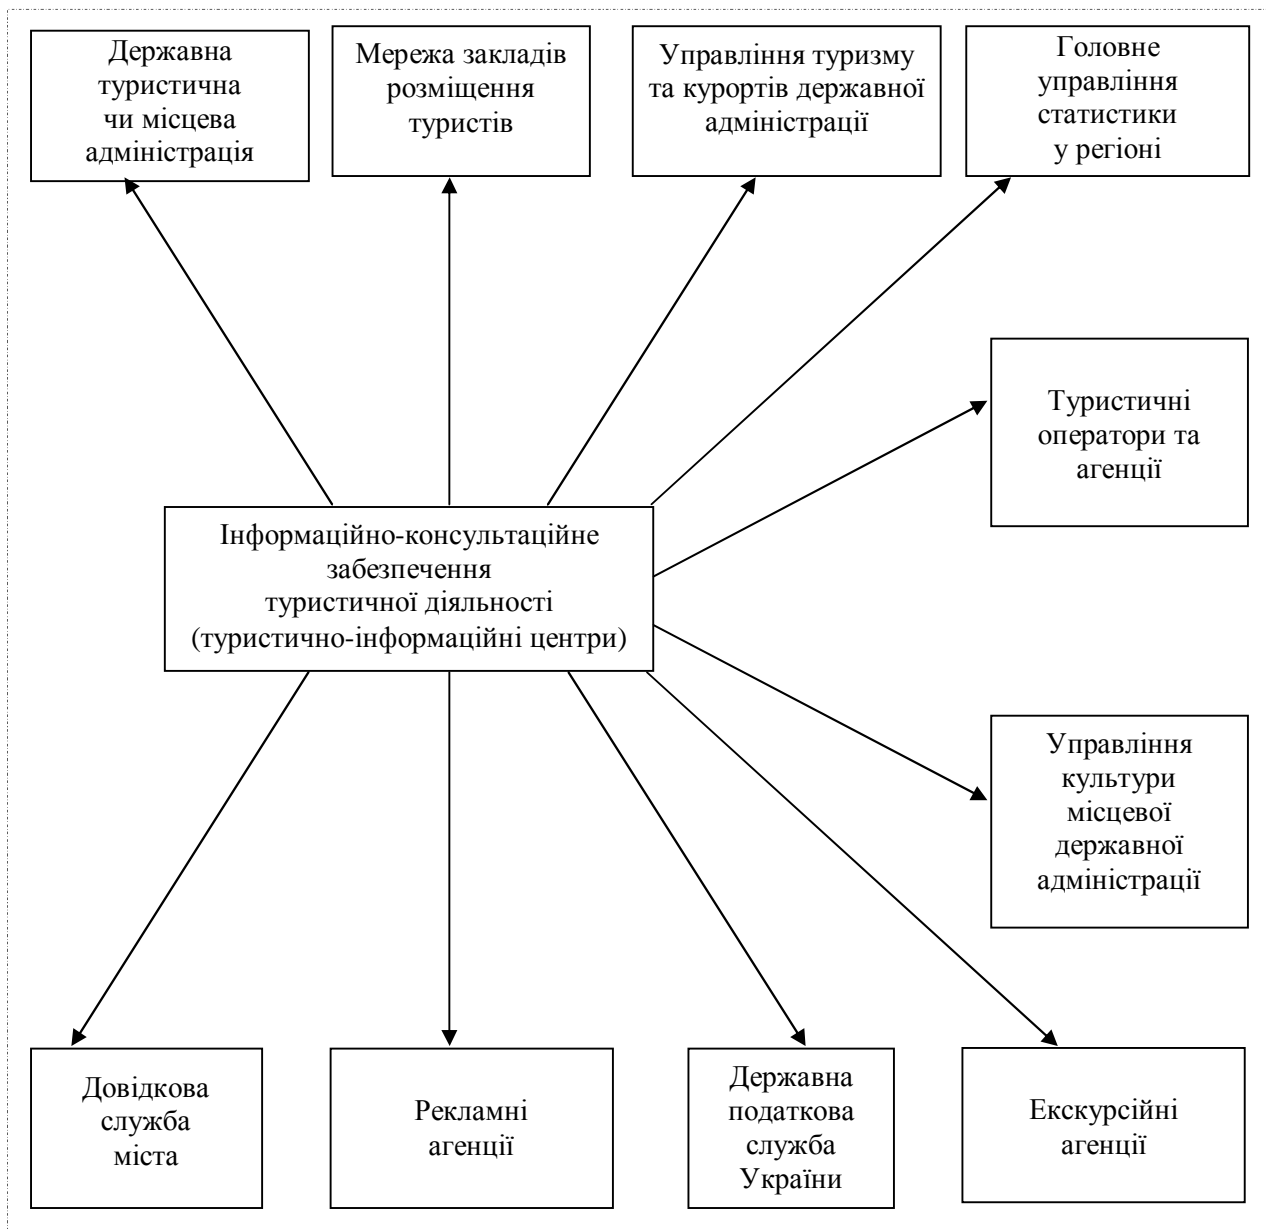 Державна
туристична
чи місцева
адміністрація
Мережа закладів
розміщення
туристів
Управління туризму
та курортів державної
адміністрації
Головне
управління
статистики
у регіоні
Туристичні
оператори та
агенції
Інформаційно-консультаційне
забезпечення
туристичної діяльності
(туристично-інформаційні центри)
Управління
культури
місцевої
державної
адміністрації
Довідкова
служба
міста
Рекламні
агенції
Державна
податкова
служба
України
Екскурсійні
агенції